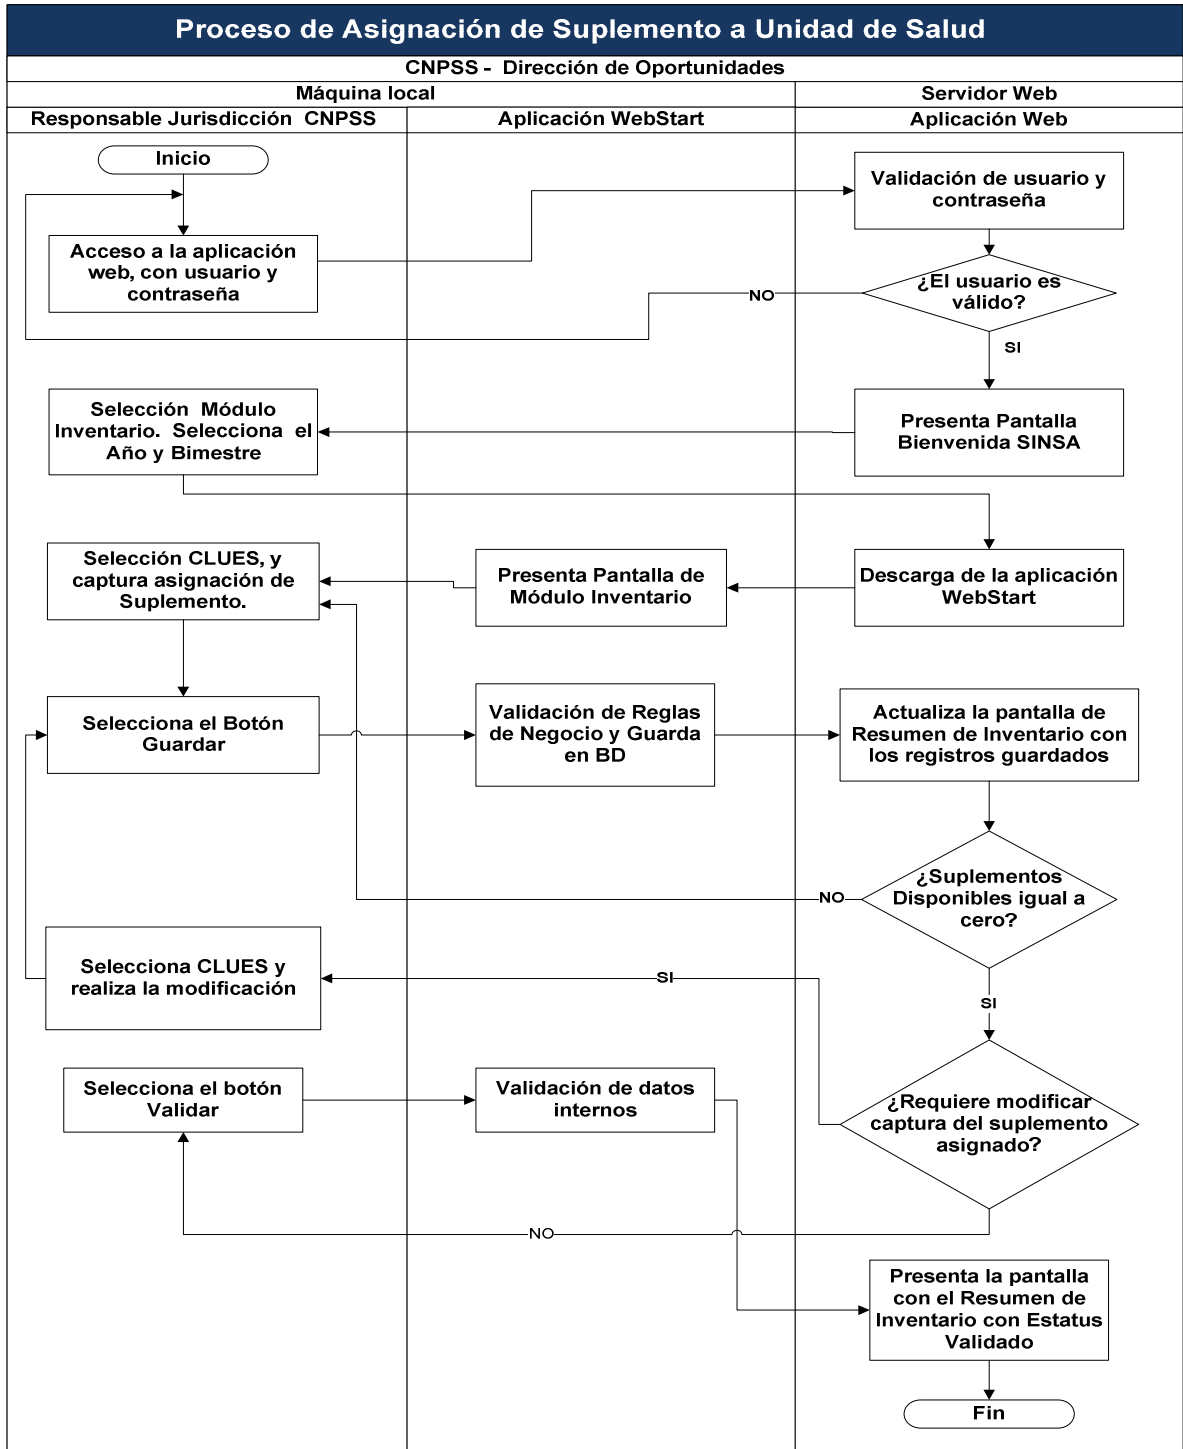 Proceso de Asignación de Suplemento a Unidad de Salud
CNPSS - Dirección de Oportunidades
Máquina local
Servidor Web
Responsable Jurisdicción CNPSS
Aplicación WebStart
Aplicación Web
Inicio
Validación de usuario y
contraseña
Acceso a la aplicación
web, con usuario y
contraseña
¿El usuario es
válido?
NO
SI
Selección Módulo
Inventario. Selecciona el
Año y Bimestre
Presenta Pantalla
Bienvenida SINSA
Selección CLUES, y
captura asignación de
Suplemento.
Presenta Pantalla de
Módulo Inventario
Descarga de la aplicación
WebStart
Selecciona el Botón
Guardar
Validación de Reglas
de Negocio y Guarda
en BD
Actualiza la pantalla de
Resumen de Inventario con
los registros guardados
¿Suplementos
Disponibles igual a
cero?
NO
SI
Selecciona CLUES y
realiza la modificación
SI
Selecciona el botón
Validar
Validación de datos
internos
¿Requiere modificar
captura del suplemento
asignado?
NO
Presenta la pantalla
con el Resumen de
Inventario con Estatus
Validado
Fin